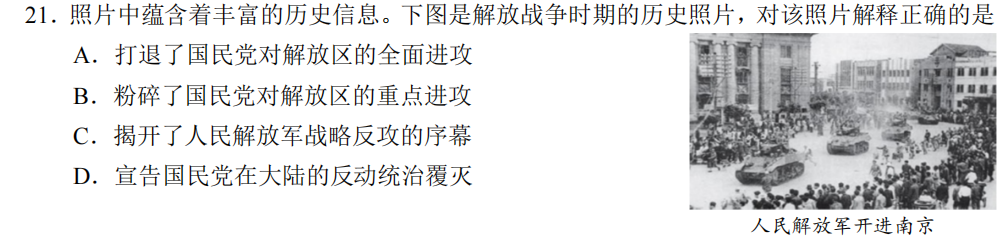 21．照片中蕴含着丰富的历史信息。下图是解放战争时期的历史照片，对该照片解释正确的是
A．打退了国民党对解放区的全面进攻
B．粉碎了国民党对解放区的重点进攻
C．揭开了人民解放军战略反攻的序幕
D．宣告国民党在大陆的反动统治覆灭
人民解放军开进南京